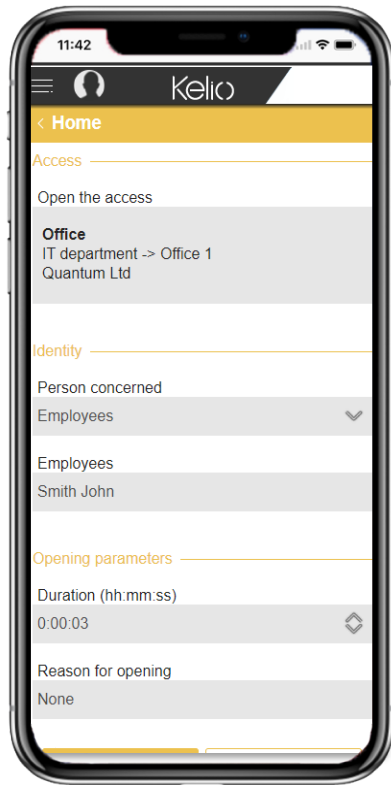 11:42
Kelio
< Home
Access
Open the access
Office
IT department -> Office 1
Quantum Ltd
Identity
Person concerned
Employees
Employees
Smith John
Opening parameters
Duration (hh:mm:ss)
0:00:03
Reason for opening
None